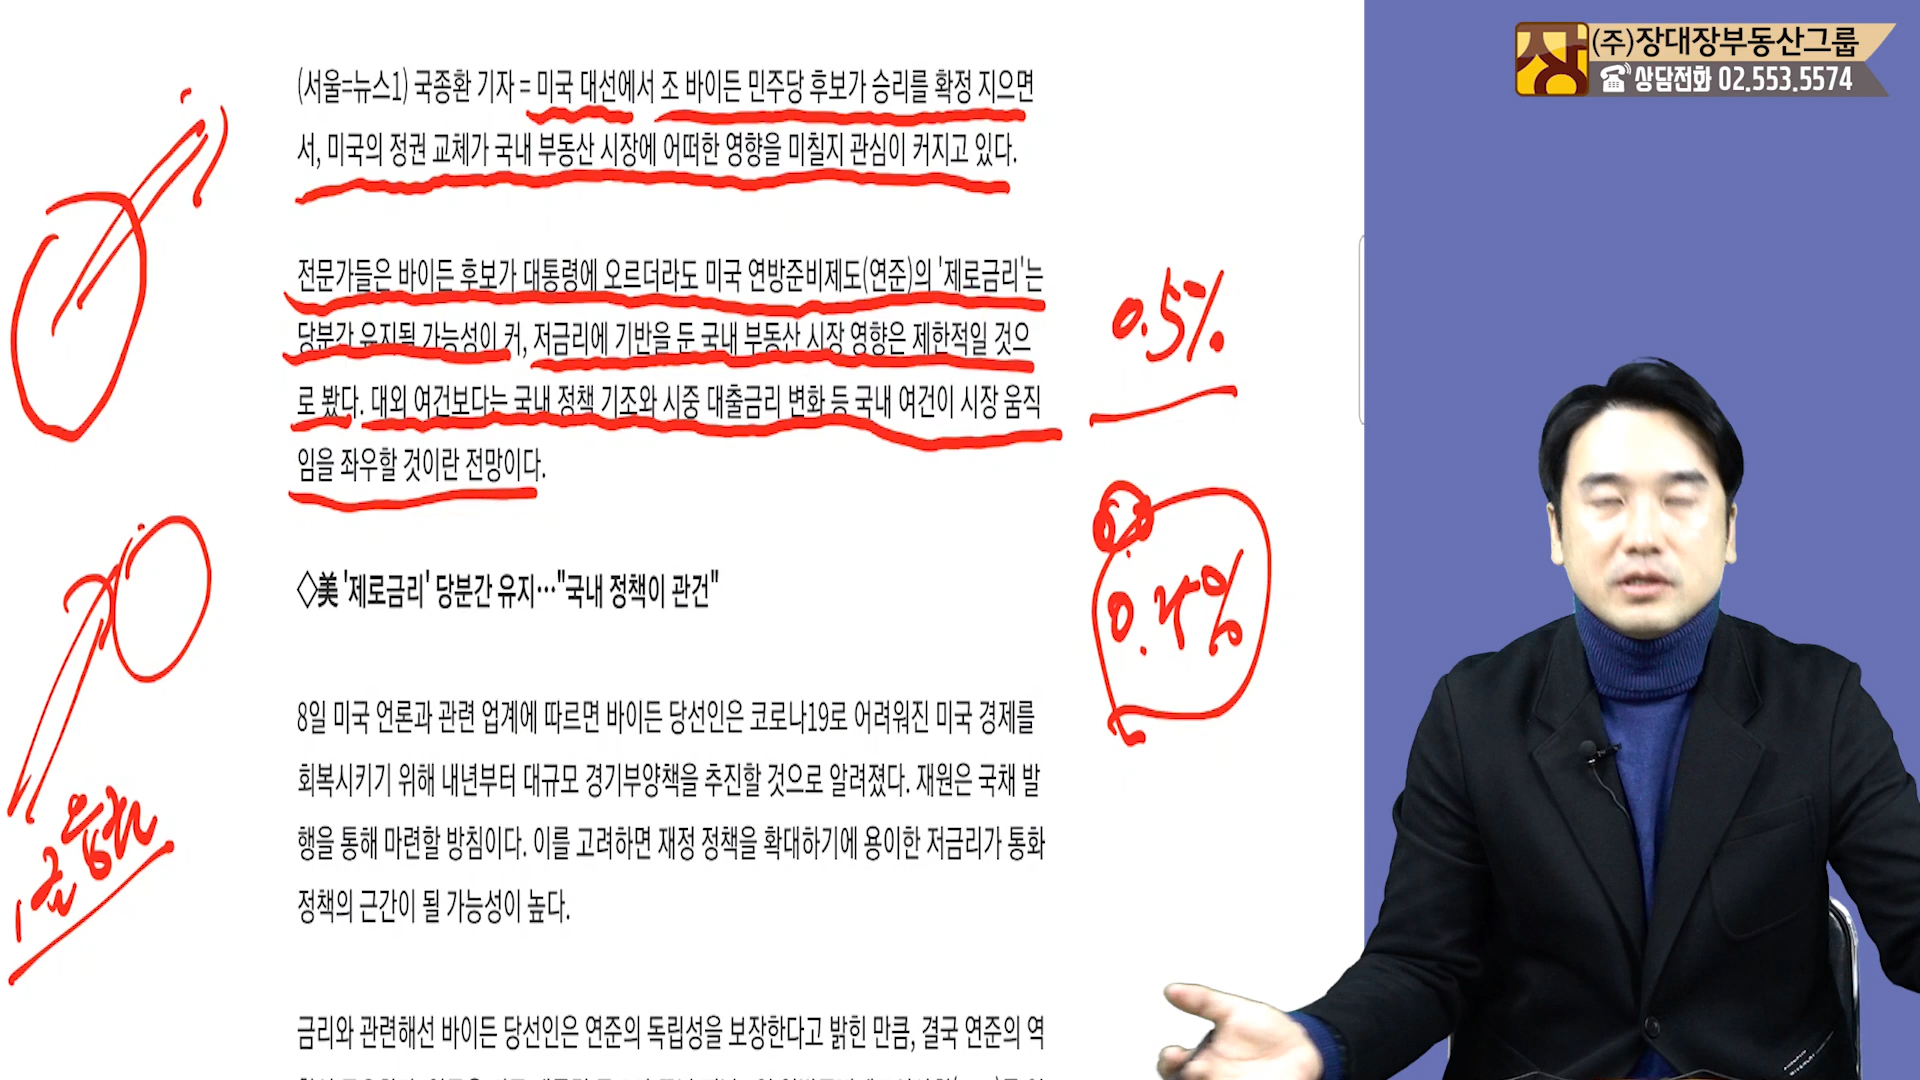 (주)장대장부동산그룹
상담전화 02.553.5574
(서울=뉴스1) 국종환 기자 = 미국 대선에서 조 바이든 민주당 후보가 승리를 확정 지으면
서, 미국의 정권 교체가 국내 부동산 시장에 어떠한 영향을 미칠지 관심이 커지고 있다.
전문가들은 바이든 후보가 대통령에 오르더라도 미국 연방준비제도(연준)의 '제로금리'는
당분간 유지될 가능성이 커, 저금리에 기반을 둔 국내 부동산 시장 영향은 제한적일 것으
로 봤다. 대외 여건보다는 국내 정책 기조와 시중 대출금리 변화 등 국내 여건이 시장 움직
임을 좌우할 것이란 전망이다.
0.5%
◇美 '제로금리' 당분간 유지…"국내 정책이 관건"
0.4%
8일 미국 언론과 관련 업계에 따르면 바이든 당선인은 코로나19로 어려워진 미국 경제를
회복시키기 위해 내년부터 대규모 경기부양책을 추진할 것으로 알려졌다. 재원은 국채 발
행을 통해 마련할 방침이다. 이를 고려하면 재정 정책을 확대하기에 용이한 저금리가 통화
정책의 근간이 될 가능성이 높다.
금리와 관련해선 바이든 당선인은 연준의 독립성을 보장한다고 밝힌 만큼, 결국 연준의 역